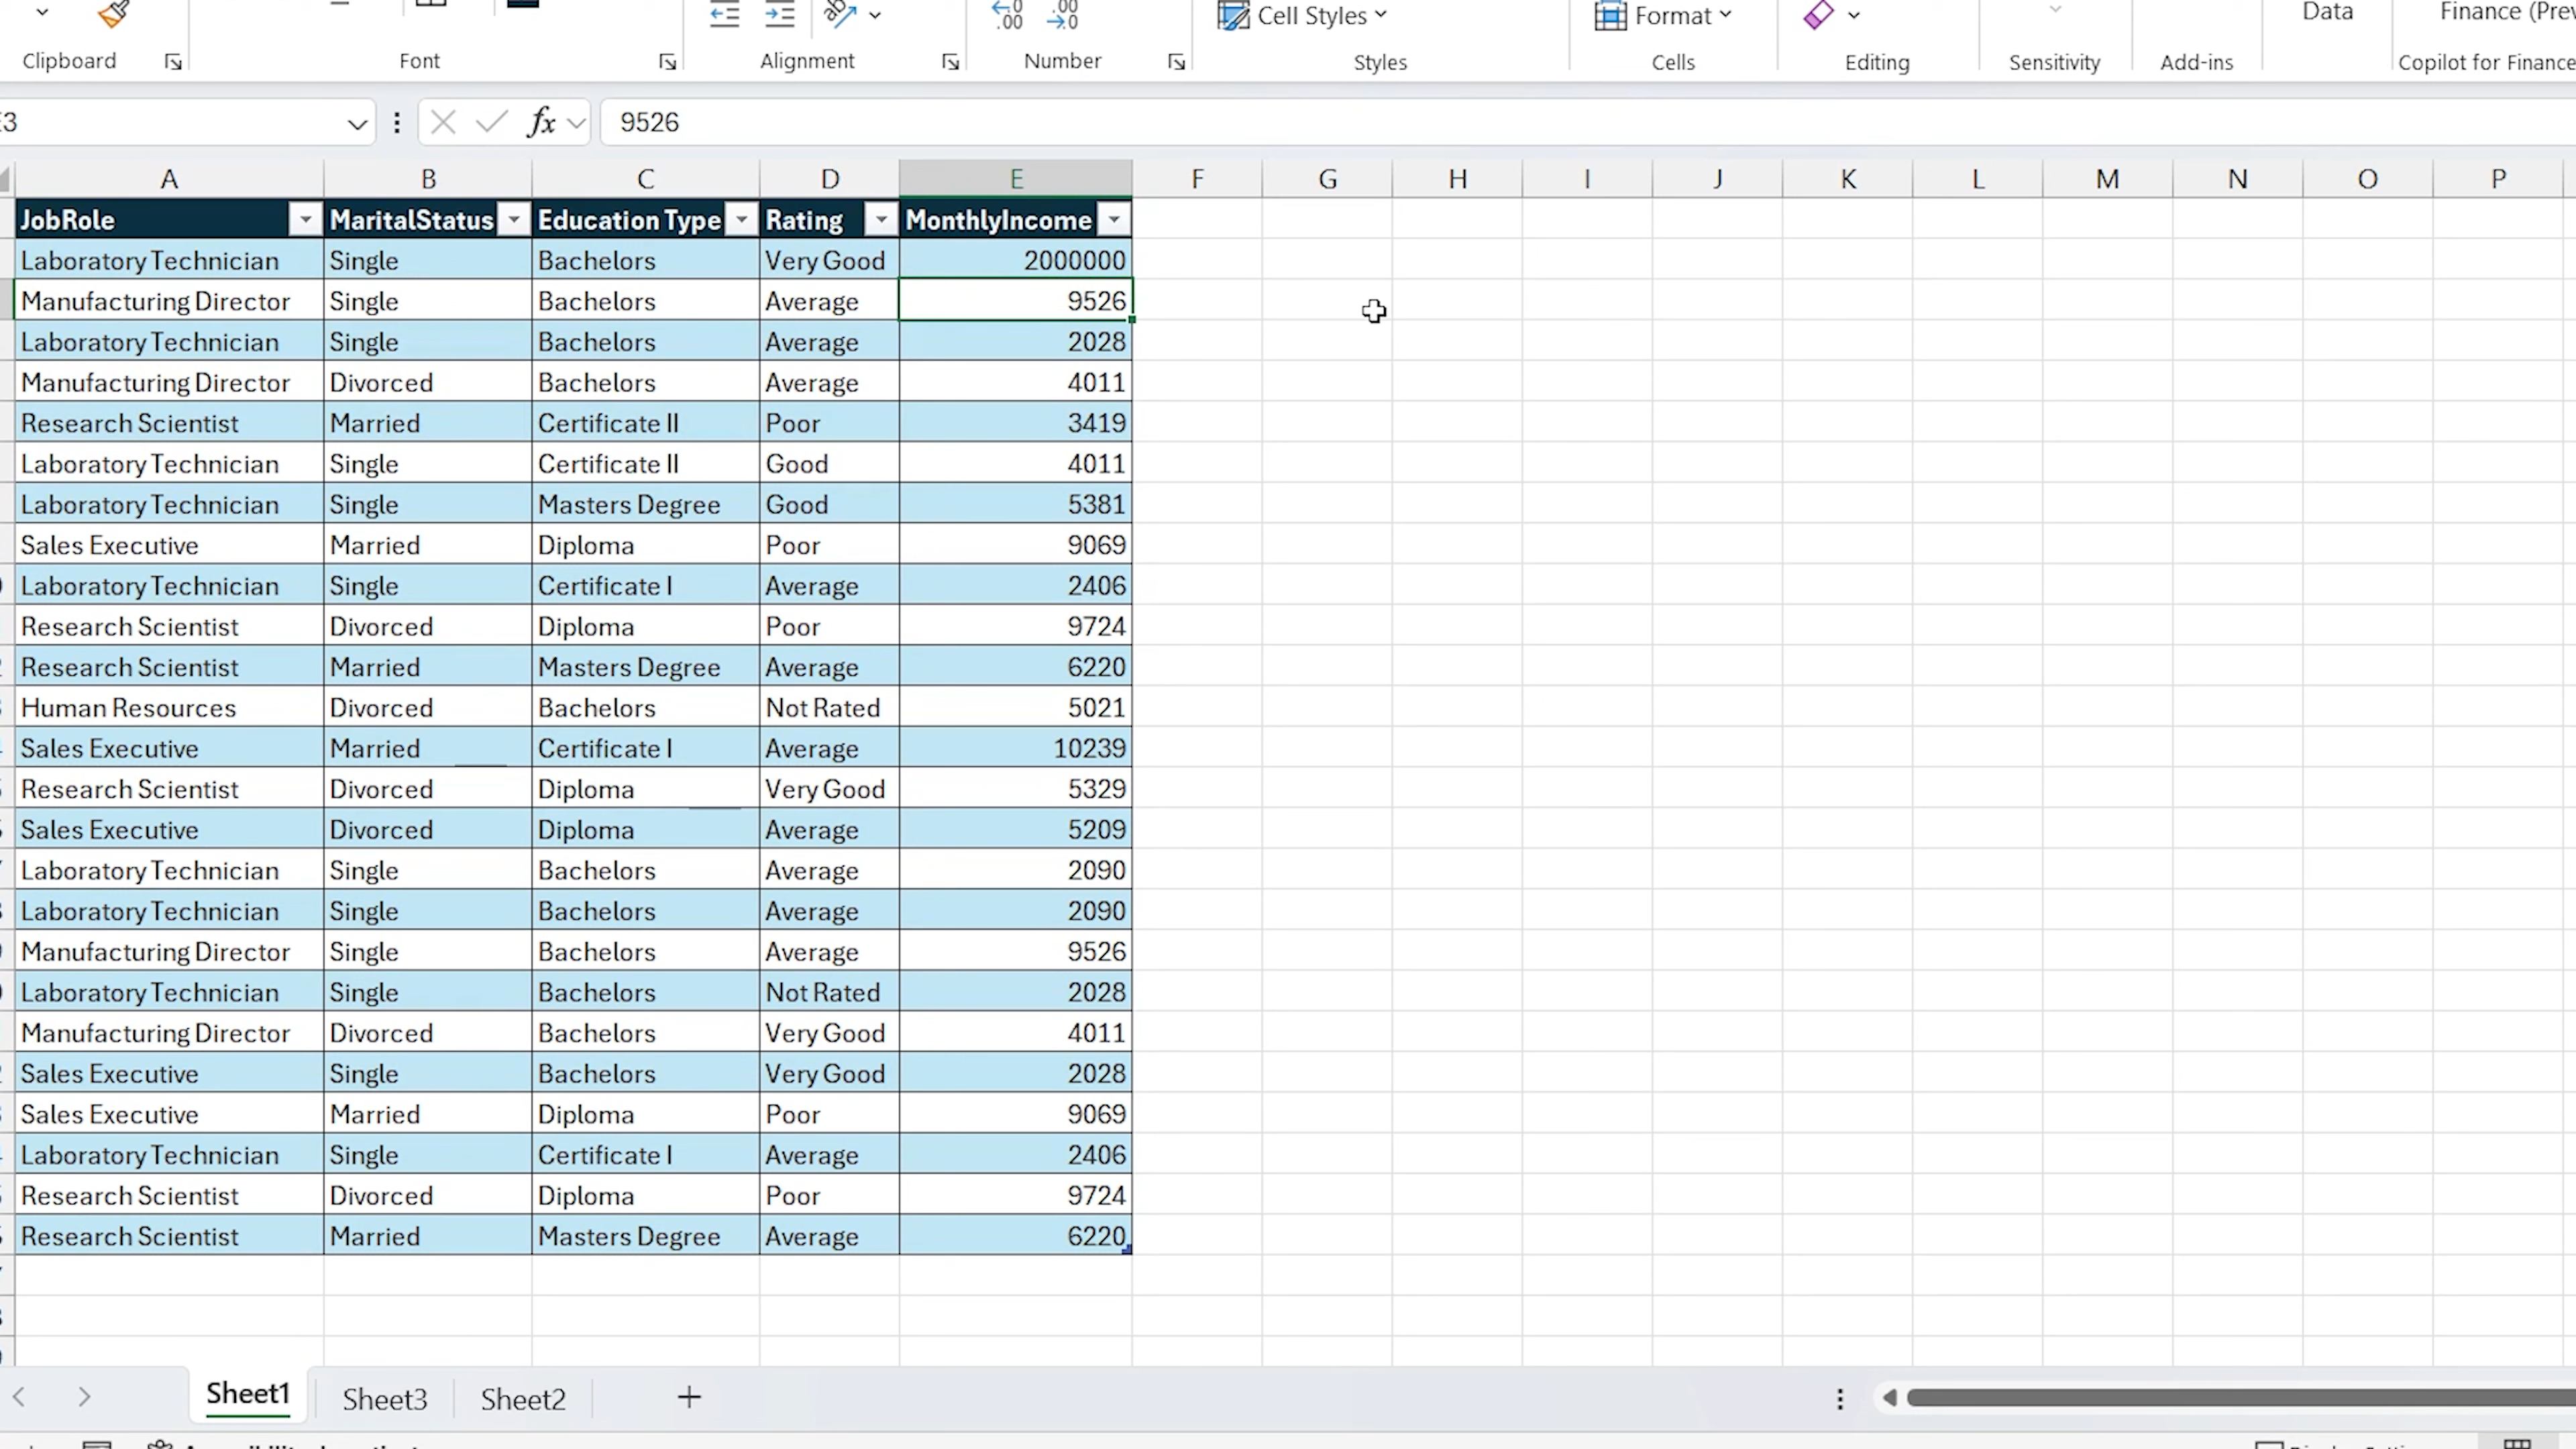 Cell Styles Format Data Finance (Prev
Clipboard Font Alignment Number Styles Cells Editing Sensitivity Add-ins Copilot for Finance
9526
A B C D E F G H I J K L M N O P
JobRole MaritalStatus Education Type Rating MonthlyIncome
Laboratory Technician Single Bachelors Very Good 2000000
Manufacturing Director Single Bachelors Average 9526
Laboratory Technician Single Bachelors Average 2028
Manufacturing Director Divorced Bachelors Average 4011
Research Scientist Married Certificate II Poor 3419
Laboratory Technician Single Certificate II Good 4011
Laboratory Technician Single Masters Degree Good 5381
Sales Executive Married Diploma Poor 9069
Laboratory Technician Single Certificate I Average 2406
Research Scientist Divorced Diploma Poor 9724
Research Scientist Married Masters Degree Average 6220
Human Resources Divorced Bachelors Not Rated 5021
Sales Executive Married Certificate I Average 10239
Research Scientist Divorced Diploma Very Good 5329
Sales Executive Divorced Diploma Average 5209
Laboratory Technician Single Bachelors Average 2090
Laboratory Technician Single Bachelors Average 2090
Manufacturing Director Single Bachelors Average 9526
Laboratory Technician Single Bachelors Not Rated 2028
Manufacturing Director Divorced Bachelors Very Good 4011
Sales Executive Single Bachelors Very Good 2028
Sales Executive Married Diploma Poor 9069
Laboratory Technician Single Certificate I Average 2406
Research Scientist Divorced Diploma Poor 9724
Research Scientist Married Masters Degree Average 6220
Sheet1 Sheet3 Sheet2